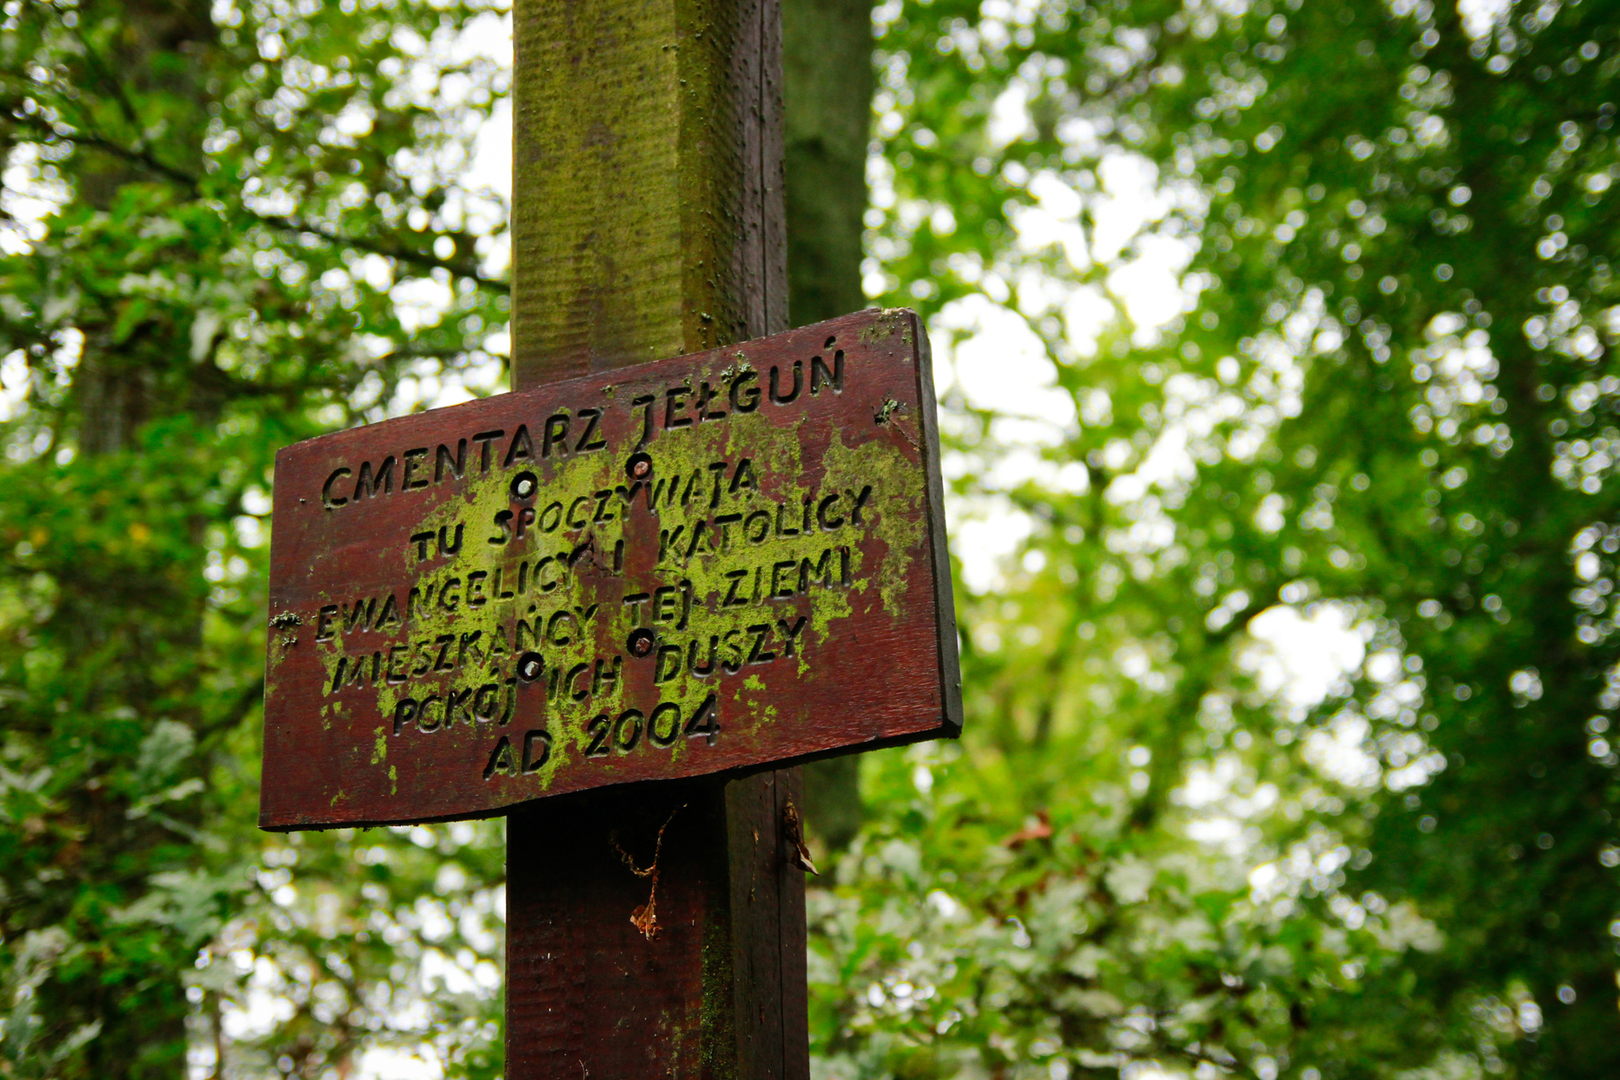 CMENTARZ JEŁGUŃ
TU SPOCZYWAJĄ
EWANGELICY I KATOLICY
MIESZKAŃCY TEJ ZIEMI
POKÓJ ICH DUSZY
AD 2004